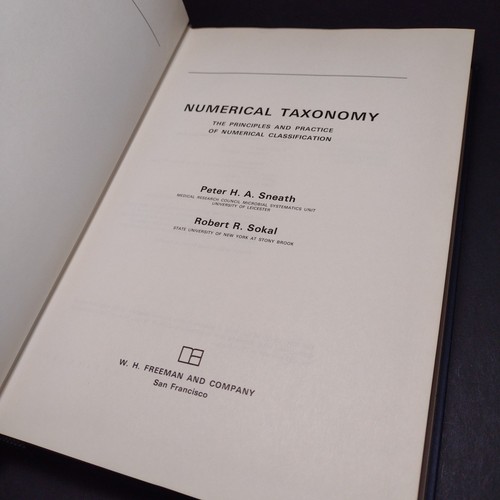 NUMERICAL TAXONOMY
THE PRINCIPLES AND PRACTICE
OF NUMERICAL CLASSIFICATION
Peter H. A. Sneath
MEDICAL RESEARCH COUNCIL MICROBIAL SYSTEMATICS UNIT
UNIVERSITY OF LEICESTER
Robert R. Sokal
STATE UNIVERSITY OF NEW YORK AT STONY BROOK
W. H. FREEMAN AND COMPANY
San Francisco